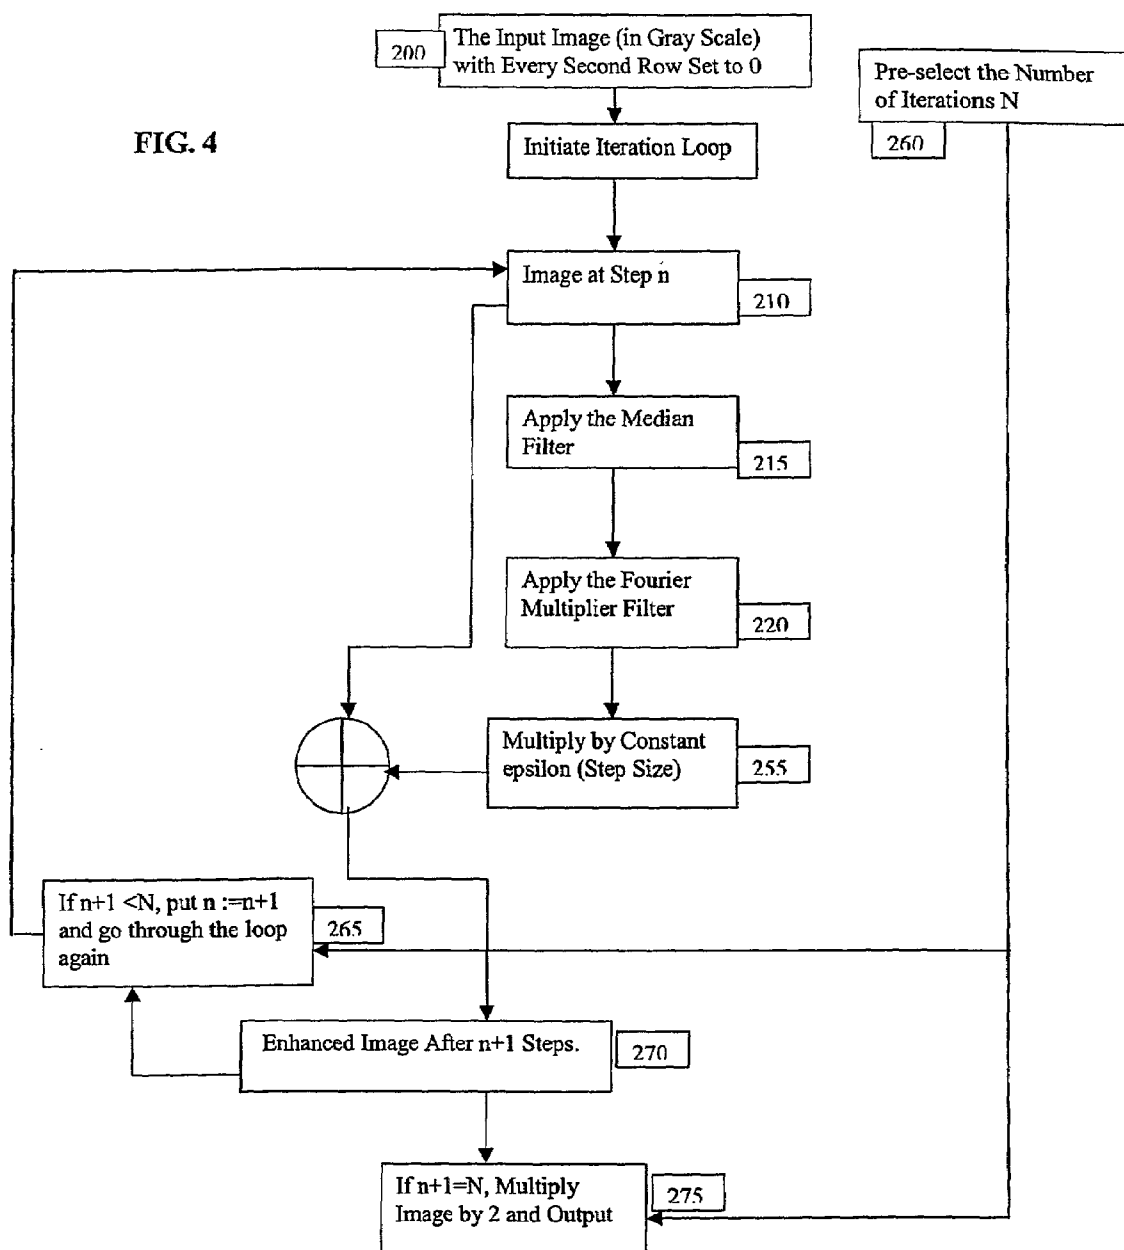 200
The Input Image (in Gray Scale)
with Every Second Row Set to 0
Pre-select the Number
of Iterations N
260
FIG. 4
Initiate Iteration Loop
Image at Step n
210
Apply the Median
Filter
215
Apply the Fourier
Multiplier Filter
220
Multiply by Constant
epsilon (Step Size)
255
If n+1 <N, put n :=n+1
and go through the loop
again
265
Enhanced Image After n+1 Steps.
270
If n+1=N, Multiply
Image by 2 and Output
275